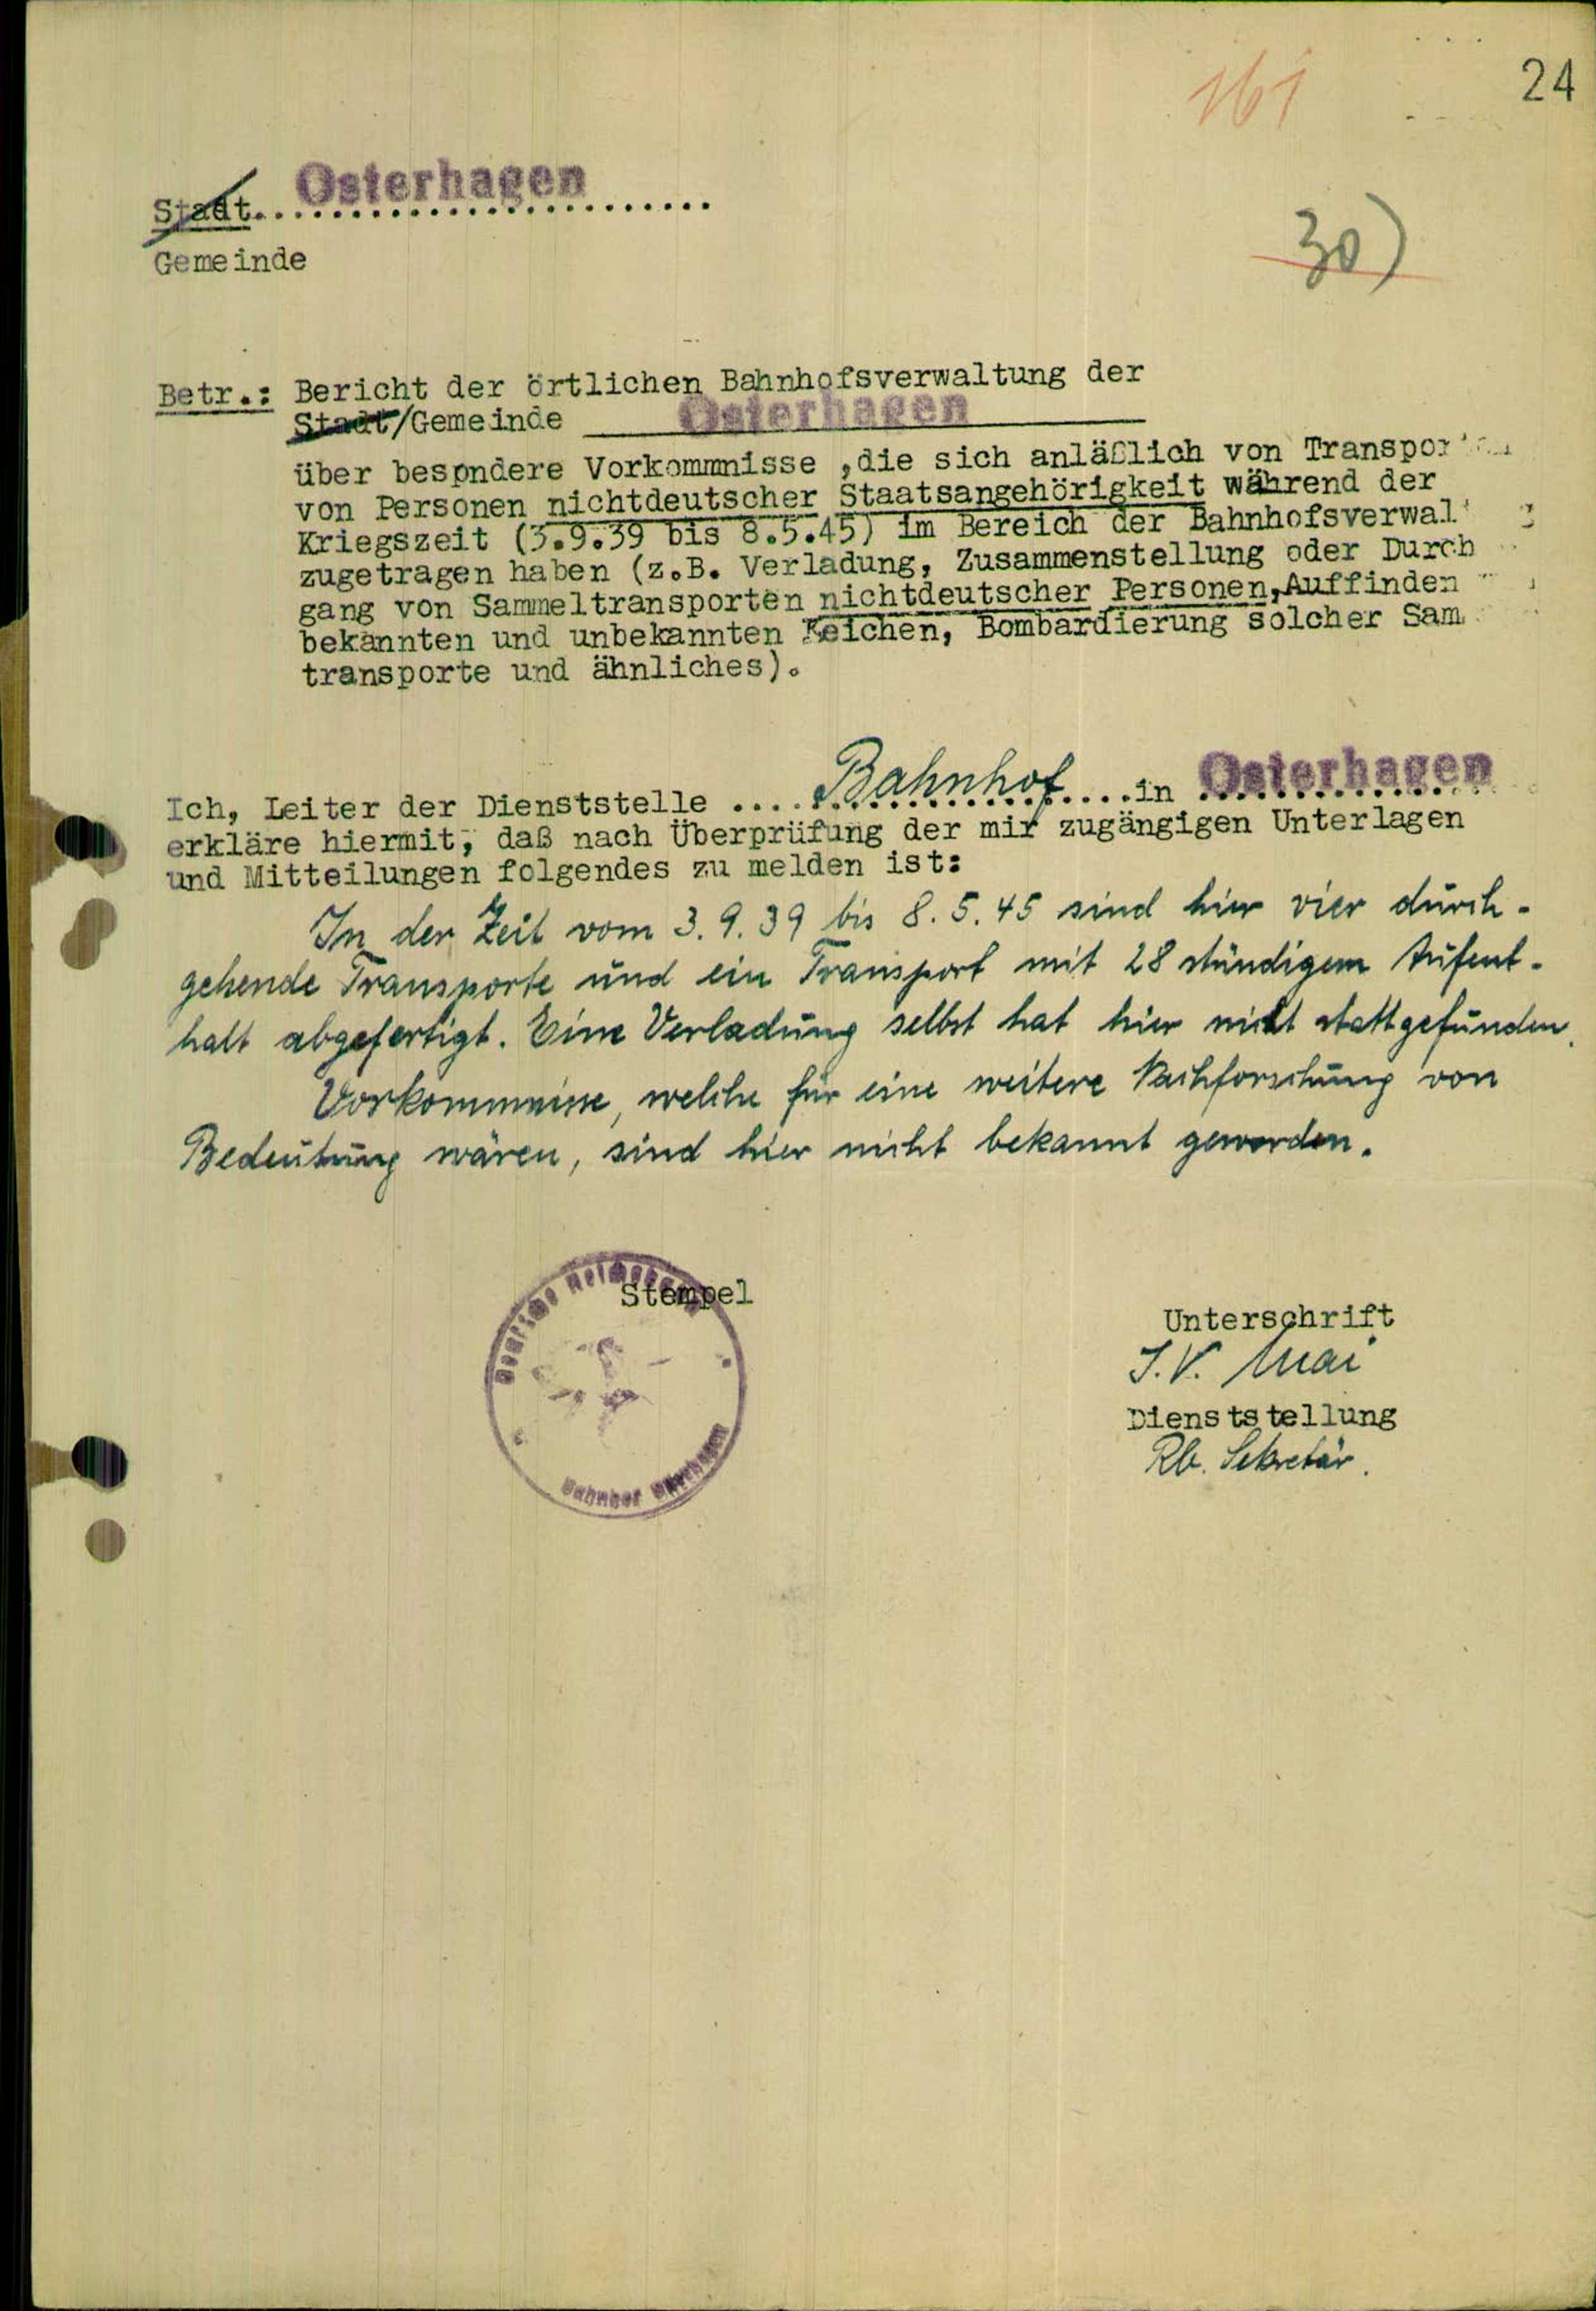 161
24
Stadt. Osterhagen
Gemeinde
30)
Betr.: Bericht der örtlichen Bahnhofsverwaltung der
Stadt/Gemeinde Osterhagen
über besondere Vorkommnisse ,die sich anläßlich von Transpor
von Personen nichtdeutscher Staatsangehörigkeit während der
Kriegszeit (3.9.39 bis 8.5.45) im Bereich der Bahnhofsverwal
zugetragen haben (z.B. Verladung, Zusammenstellung oder Durch
gang von Sammeltransporten nichtdeutscher Personen,Auffinden
bekannten und unbekannten Leichen, Bombardierung solcher Sam
transporte und ähnliches).
Ich, Leiter der Dienststelle .... Bahnhof ....in Osterhagen
erkläre hiermit, daß nach Überprüfung der mir zugängigen Unterlagen
und Mitteilungen folgendes zu melden ist:
In der Zeit vom 3. 9. 39 bis 8. 5. 45 sind hier vier durch-
gehende Transporte und ein Transport mit 28 stündigem Aufent-
halt abgefertigt. Eine Verladung selbst hat hier nicht stattgefunden.
Vorkommnisse, welche für eine weitere Nachforschung von
Bedeutung wären, sind hier nicht bekannt geworden.
Deutsche Reichsbahn
Stempel
Bahnhof Osterhagen
Unterschrift
I.V. Mai
Dienststellung
Rb. Sekretär.